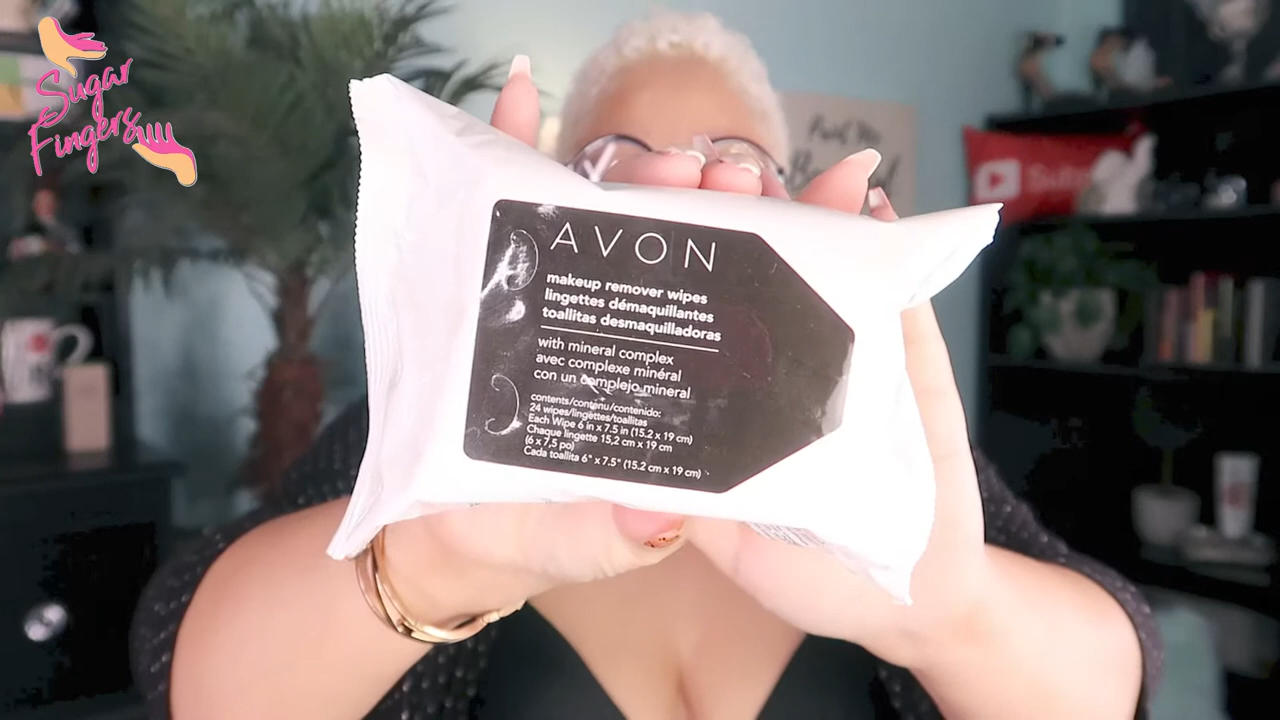 Sugar
Fingers
AVON
makeup remover wipes
lingettes démaquillantes
toallitas desmaquilladoras
with mineral complex
avec complexe minéral
con un complejo mineral
contents/contenu/contenido:
24 wipes/lingettes/toallitas
Each Wipe 6 in x 7.5 in (15.2 x 19 cm)
Chaque lingette 15,2 cm x 19 cm
(6 x 7,5 po)
Cada toallita 6" x 7.5" (15.2 cm x 19 cm)